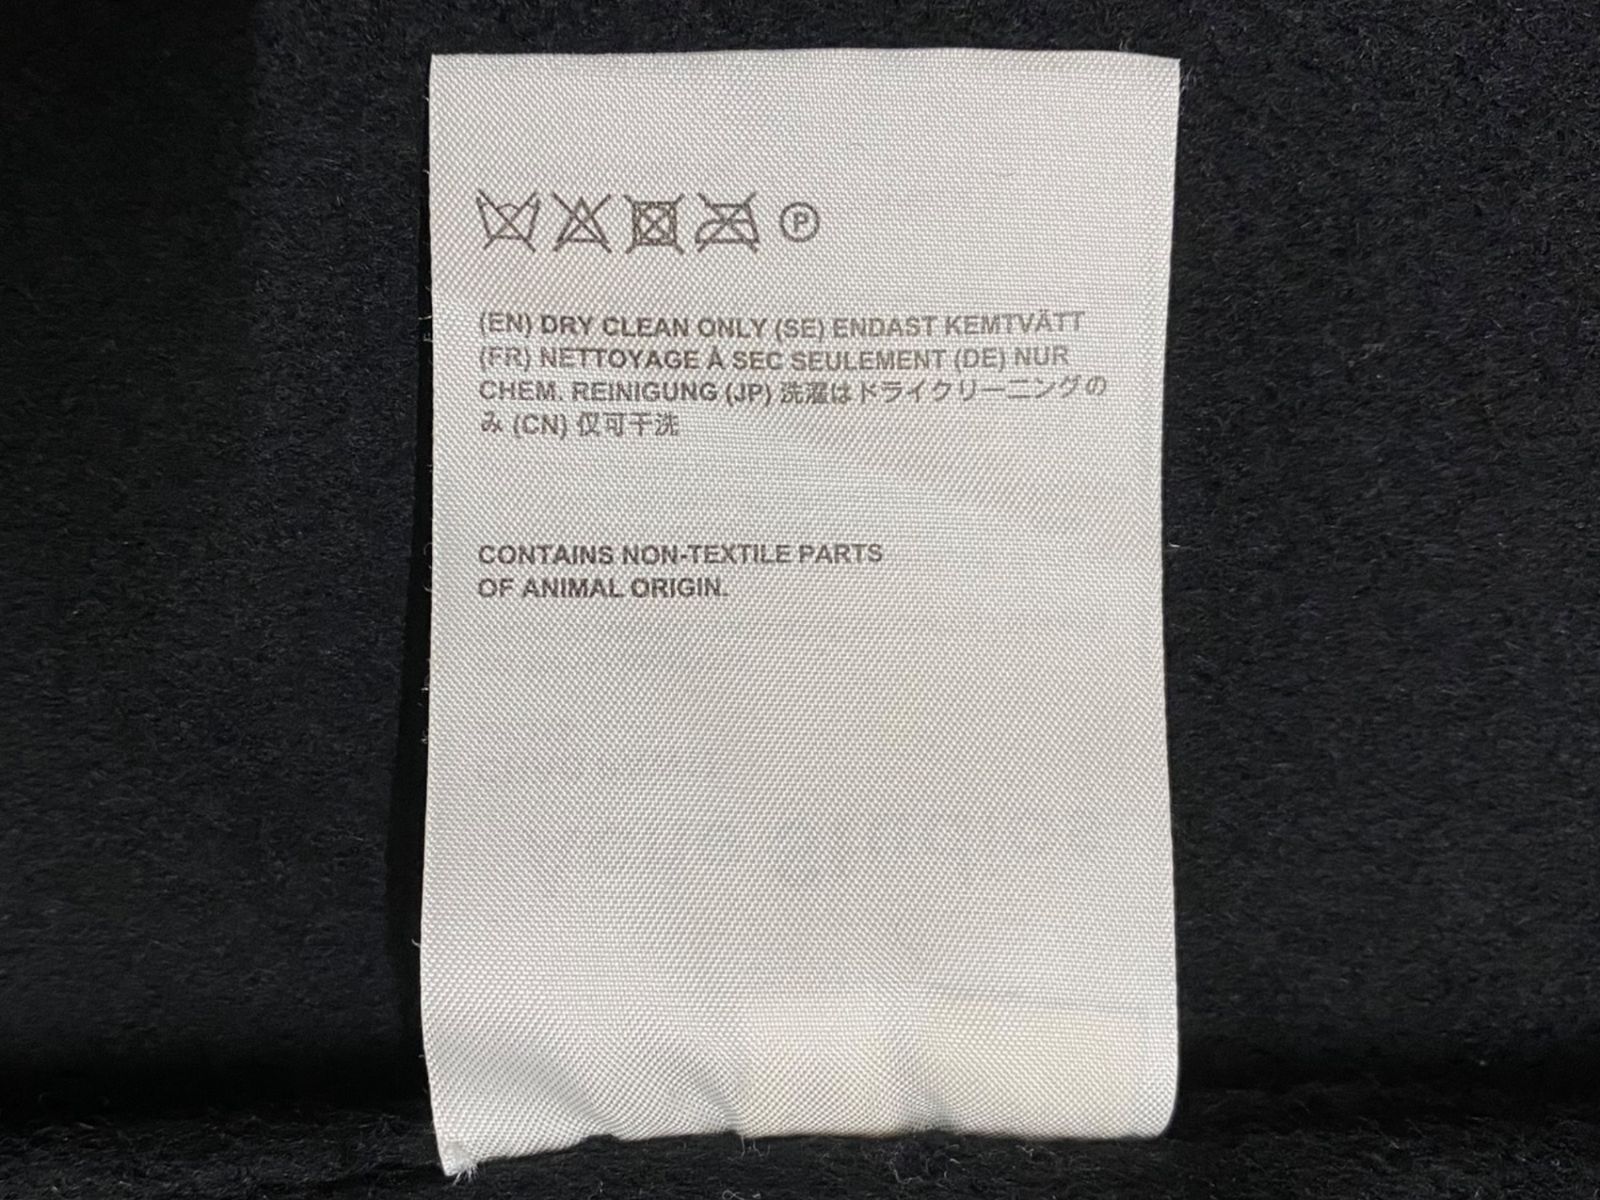 P
(EN) DRY CLEAN ONLY (SE) ENDAST KEMTVÄTT
(FR) NETTOYAGE À SEC SEULEMENT (DE) NUR
CHEM. REINIGUNG (JP) 洗濯はドライクリーニングの
み (CN) 仅可干洗
CONTAINS NON-TEXTILE PARTS
OF ANIMAL ORIGIN.